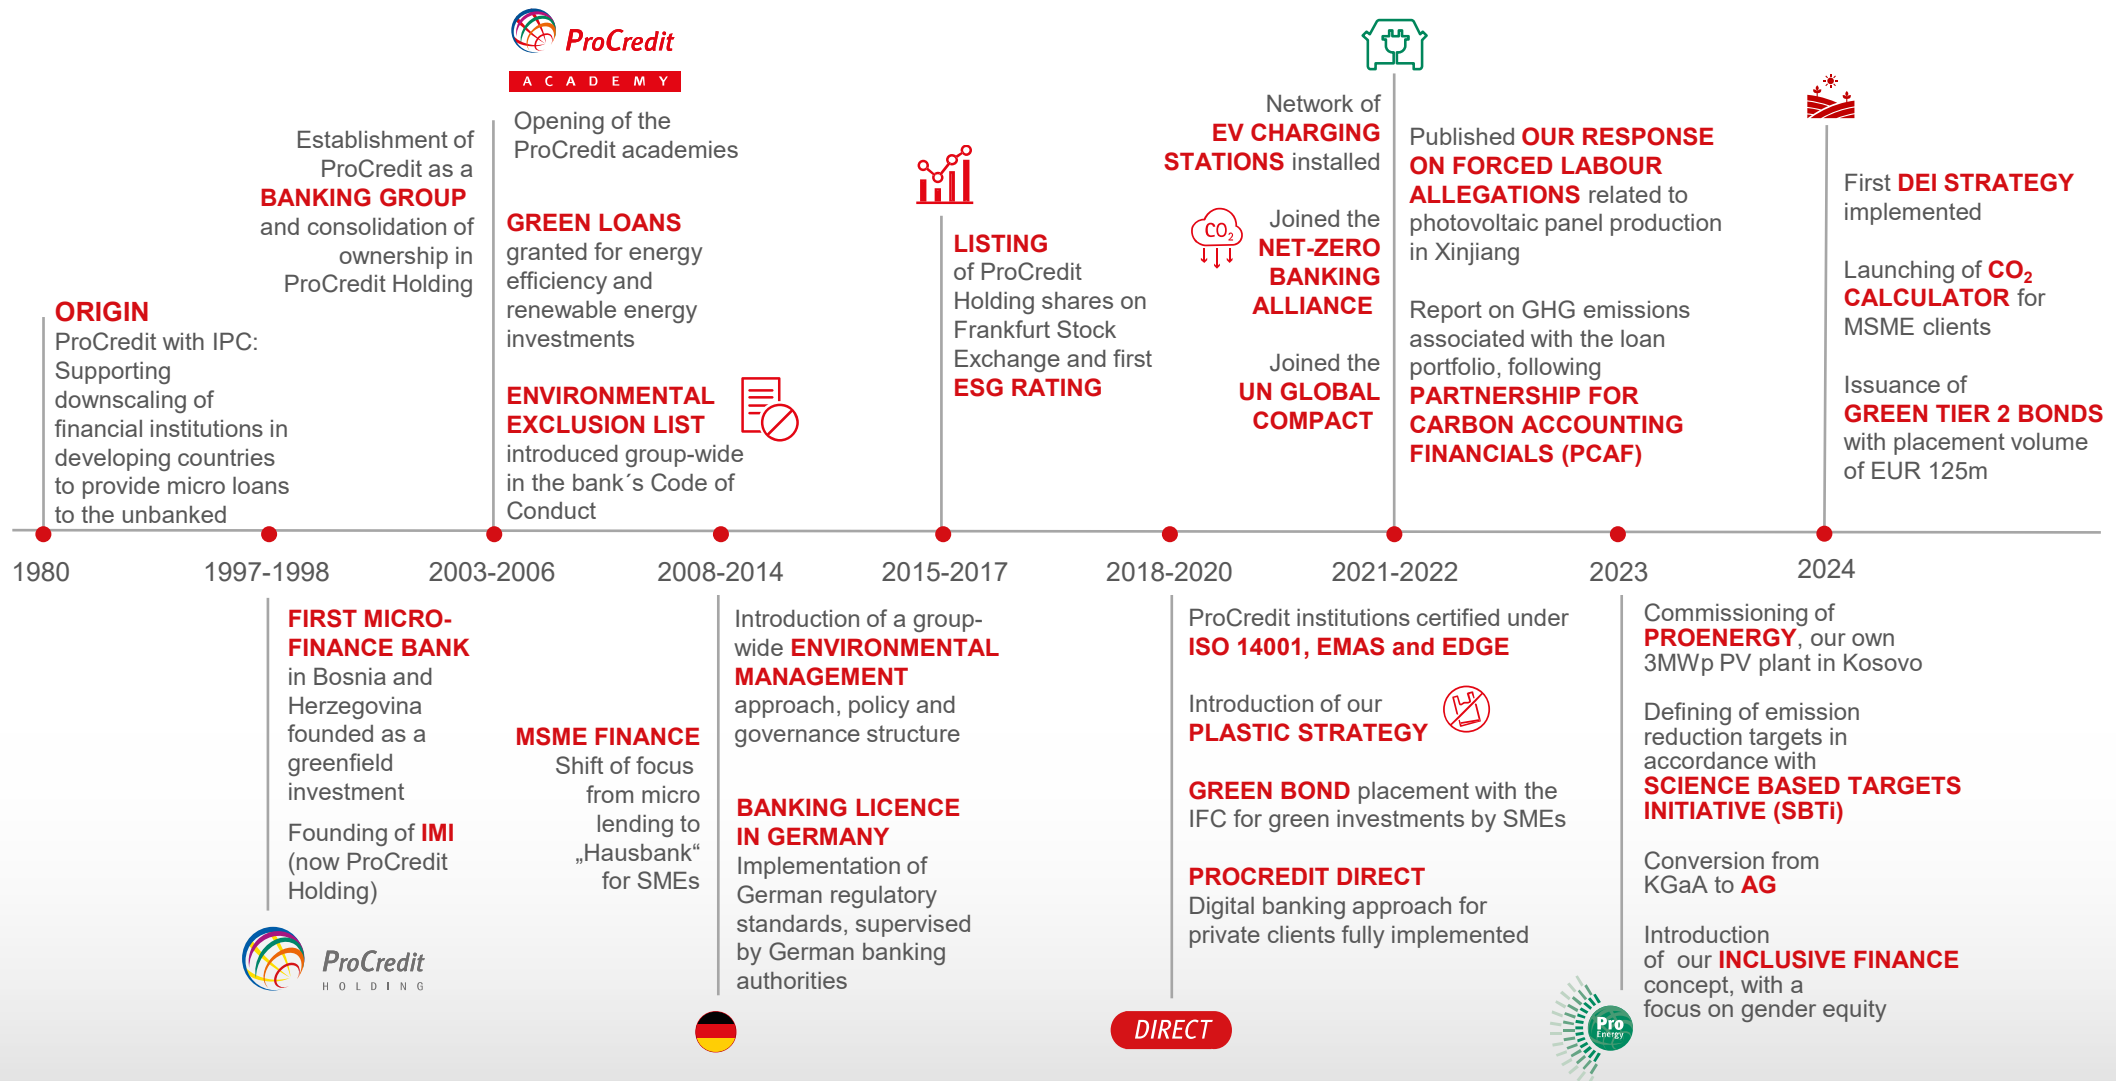 ORIGIN
ProCredit with IPC:
Supporting
downscaling of
financial institutions in
developing countries
to provide micro loans
to the unbanked
1980
1997-1998
FIRST MICRO-
FINANCE BANK
in Bosnia and
Herzegovina
founded as a
greenfield
investment
Founding of IMI
(now ProCredit
Holding)
ProCredit
HOLDING
ProCredit
ACADEMY
Establishment of
ProCredit as a
BANKING GROUP
and consolidation of
ownership in
ProCredit Holding
Opening of the
ProCredit academies
GREEN LOANS
granted for energy
efficiency and
renewable energy
investments
ENVIRONMENTAL
EXCLUSION LIST
introduced group-wide
in the bank´s Code of
Conduct
2003-2006
2008-2014
MSME FINANCE
Shift of focus
from micro
lending to
„Hausbank“
for SMEs
Introduction of a group-
wide ENVIRONMENTAL
MANAGEMENT
approach, policy and
governance structure
BANKING LICENCE
IN GERMANY
Implementation of
German regulatory
standards, supervised
by German banking
authorities
LISTING
of ProCredit
Holding shares on
Frankfurt Stock
Exchange and first
ESG RATING
2015-2017
2018-2020
ProCredit institutions certified under
ISO 14001, EMAS and EDGE
Introduction of our
PLASTIC STRATEGY
GREEN BOND placement with the
IFC for green investments by SMEs
PROCREDIT DIRECT
Digital banking approach for
private clients fully implemented
DIRECT
Network of
EV CHARGING
STATIONS installed
CO2
Joined the
NET-ZERO
BANKING
ALLIANCE
Joined the
UN GLOBAL
COMPACT
Published OUR RESPONSE
ON FORCED LABOUR
ALLEGATIONS related to
photovoltaic panel production
in Xinjiang
Report on GHG emissions
associated with the loan
portfolio, following
PARTNERSHIP FOR
CARBON ACCOUNTING
FINANCIALS (PCAF)
2021-2022
2023
Commissioning of
PROENERGY, our own
3MWp PV plant in Kosovo
Defining of emission
reduction targets in
accordance with
SCIENCE BASED TARGETS
INITIATIVE (SBTi)
Conversion from
KGaA to AG
Introduction
of our INCLUSIVE FINANCE
concept, with a
focus on gender equity
Pro
Energy
First DEI STRATEGY
implemented
Launching of CO2
CALCULATOR for
MSME clients
Issuance of
GREEN TIER 2 BONDS
with placement volume
of EUR 125m
2024